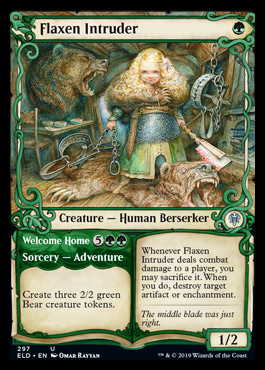 Flaxen Intruder
Creature — Human Berserker
Welcome Home 5
Sorcery — Adventure
Create three 2/2 green
Bear creature tokens.
Whenever Flaxen
Intruder deals combat
damage to a player, you
may sacrifice it. When
you do, destroy target
artifact or enchantment.
The middle blade was just
right.
1/2
297 U
ELD • EN OMAR RAYYAN
™ & © 2019 Wizards of the Coast